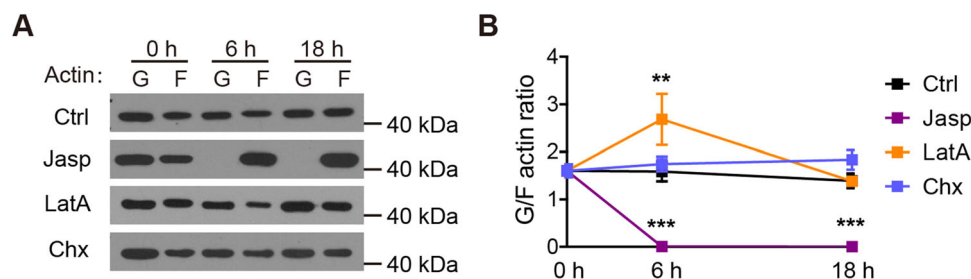 A
0 h 6 h 18 h
Actin: G F G F G F
Ctrl 40 kDa
Jasp 40 kDa
LatA 40 kDa
Chx 40 kDa
B
G/F actin ratio
4
3
2
1
0
** 
***
***
0 h 6 h 18 h
Ctrl
Jasp
LatA
Chx